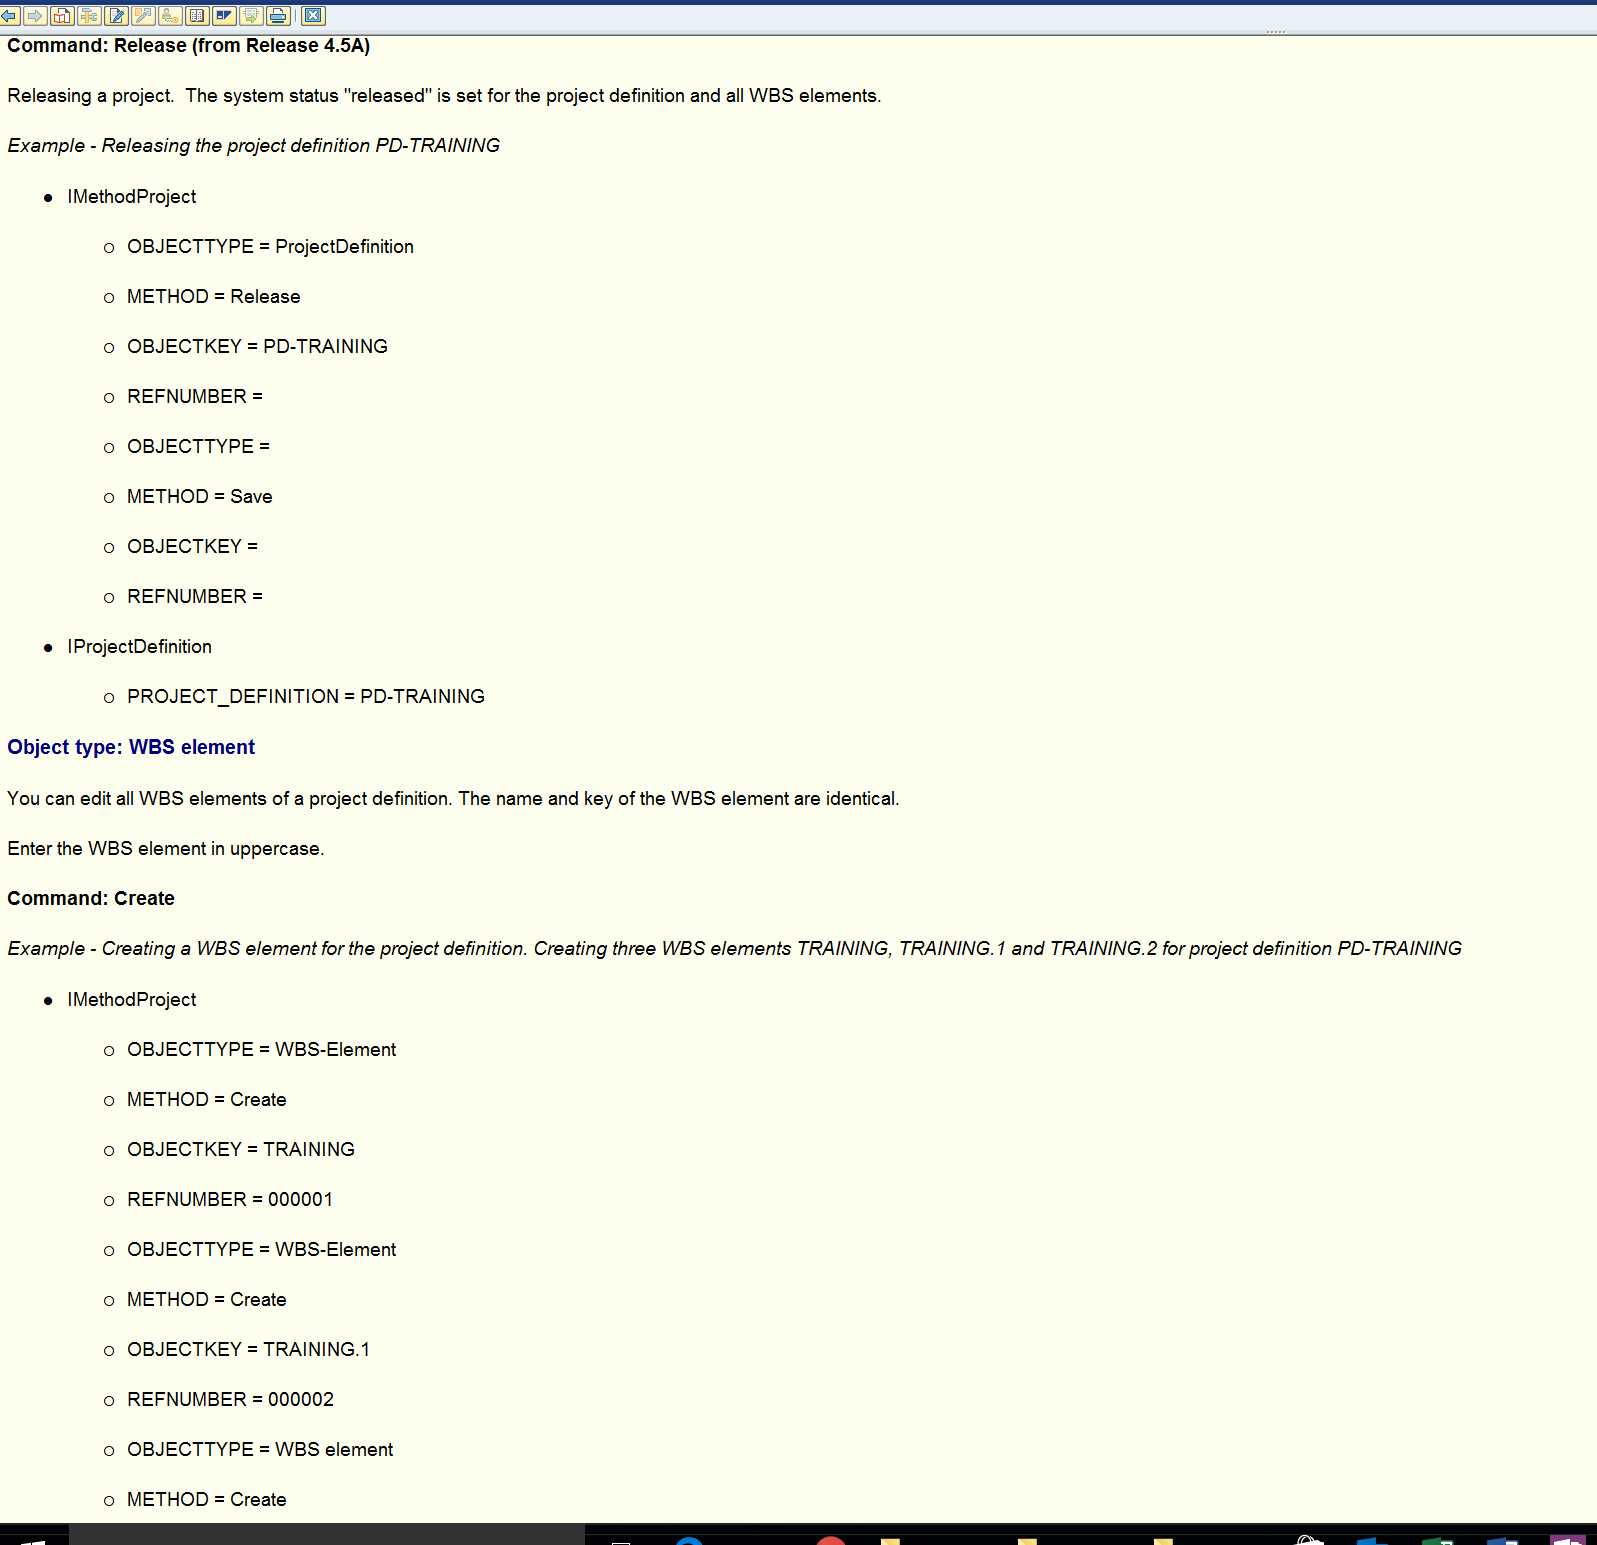 Command: Release (from Release 4.5A)
Releasing a project.  The system status "released" is set for the project definition and all WBS elements.
Example - Releasing the project definition PD-TRAINING
IMethodProject
OBJECTTYPE = ProjectDefinition
METHOD = Release
OBJECTKEY = PD-TRAINING
REFNUMBER =
OBJECTTYPE =
METHOD = Save
OBJECTKEY =
REFNUMBER =
IProjectDefinition
PROJECT_DEFINITION = PD-TRAINING
Object type: WBS element
You can edit all WBS elements of a project definition. The name and key of the WBS element are identical.
Enter the WBS element in uppercase.
Command: Create
Example - Creating a WBS element for the project definition. Creating three WBS elements TRAINING, TRAINING.1 and TRAINING.2 for project definition PD-TRAINING
IMethodProject
OBJECTTYPE = WBS-Element
METHOD = Create
OBJECTKEY = TRAINING
REFNUMBER = 000001
OBJECTTYPE = WBS-Element
METHOD = Create
OBJECTKEY = TRAINING.1
REFNUMBER = 000002
OBJECTTYPE = WBS element
METHOD = Create